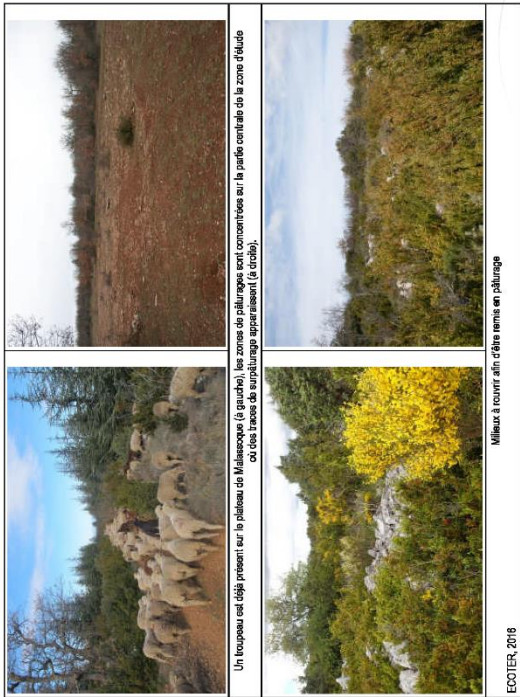 Un troupeau est déjà présent sur le plateau de Malassoque (à gauche), les zones de pâturages sont concentrées sur la partie centrale de la zone d'étude
où des traces de surpâturage apparaissent (à droite).
Milieux à rouvrir afin d'être remis en pâturage
ECOTER, 2016